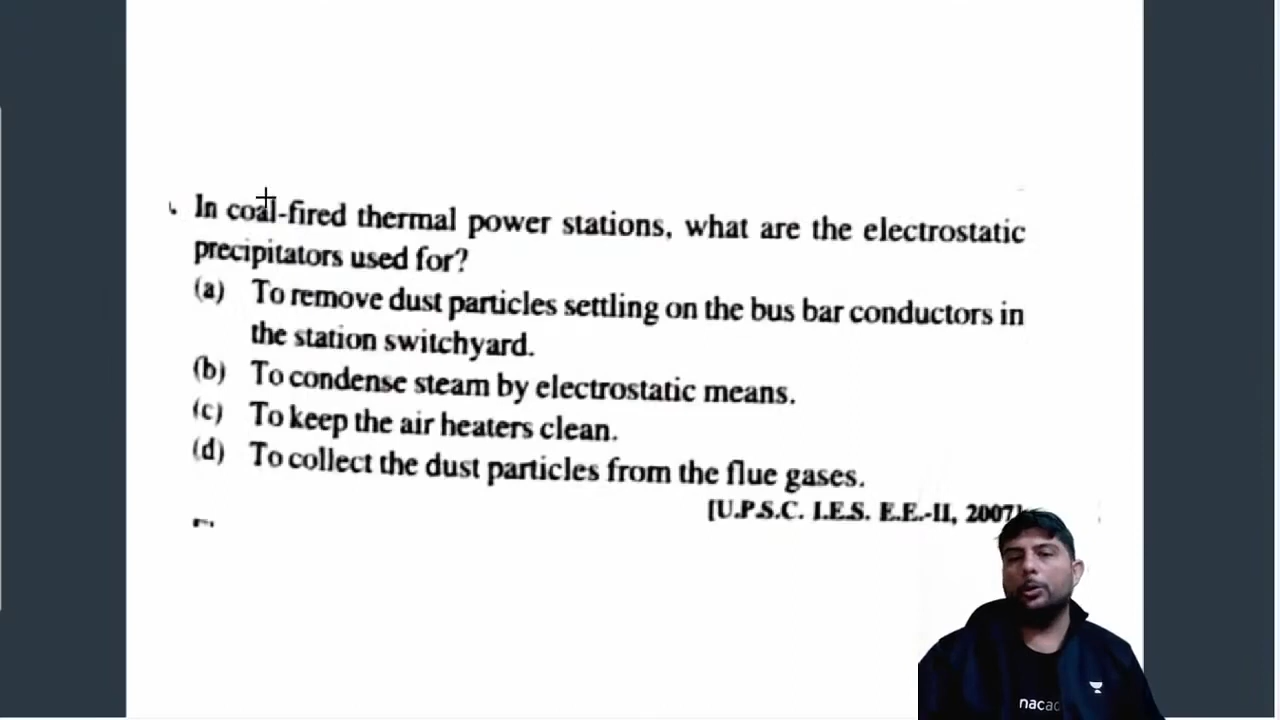 In coal-fired thermal power stations, what are the electrostatic
precipitators used for?
(a) To remove dust particles settling on the bus bar conductors in
the station switchyard.
(b) To condense steam by electrostatic means.
(c) To keep the air heaters clean.
(d) To collect the dust particles from the flue gases.
[U.P.S.C. I.E.S. E.E.-II, 2007]
nacad